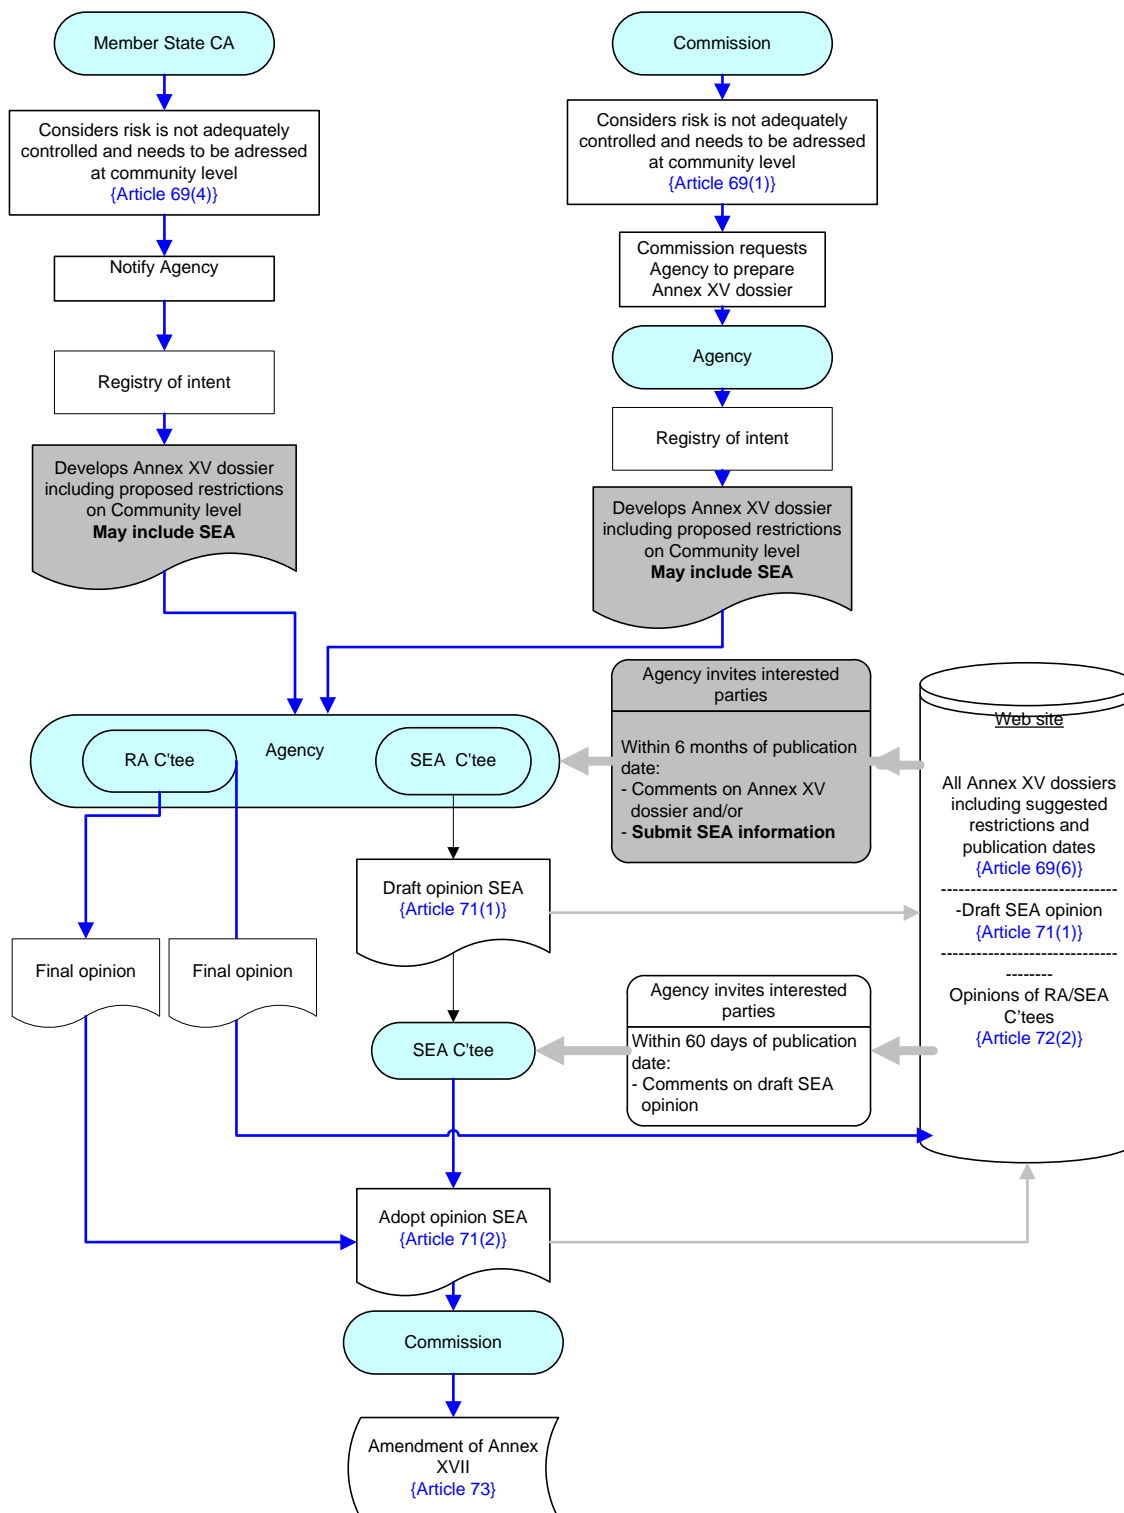 Member State CA
Commission
Considers risk is not adequately
controlled and needs to be adressed
at community level
{Article 69(4)}
Considers risk is not adequately
controlled and needs to be adressed
at community level
{Article 69(1)}
Notify Agency
Commission requests
Agency to prepare
Annex XV dossier
Agency
Registry of intent
Registry of intent
Develops Annex XV dossier
including proposed restrictions
on Community level
May include SEA
Develops Annex XV dossier
including proposed restrictions
on Community level
May include SEA
Agency invites interested
parties
Within 6 months of publication
date:
- Comments on Annex XV
dossier and/or
- Submit SEA information
Web site
All Annex XV dossiers
including suggested
restrictions and
publication dates
{Article 69(6)}
--------------------------------
-Draft SEA opinion
{Article 71(1)}
--------------------------------
--------
Opinions of RA/SEA
C'tees
{Article 72(2)}
RA C'tee
Agency
SEA C'tee
Draft opinion SEA
{Article 71(1)}
Final opinion
Final opinion
Agency invites interested
parties
Within 60 days of publication
date:
- Comments on draft SEA
opinion
SEA C'tee
Adopt opinion SEA
{Article 71(2)}
Commission
Amendment of Annex
XVII
{Article 73}